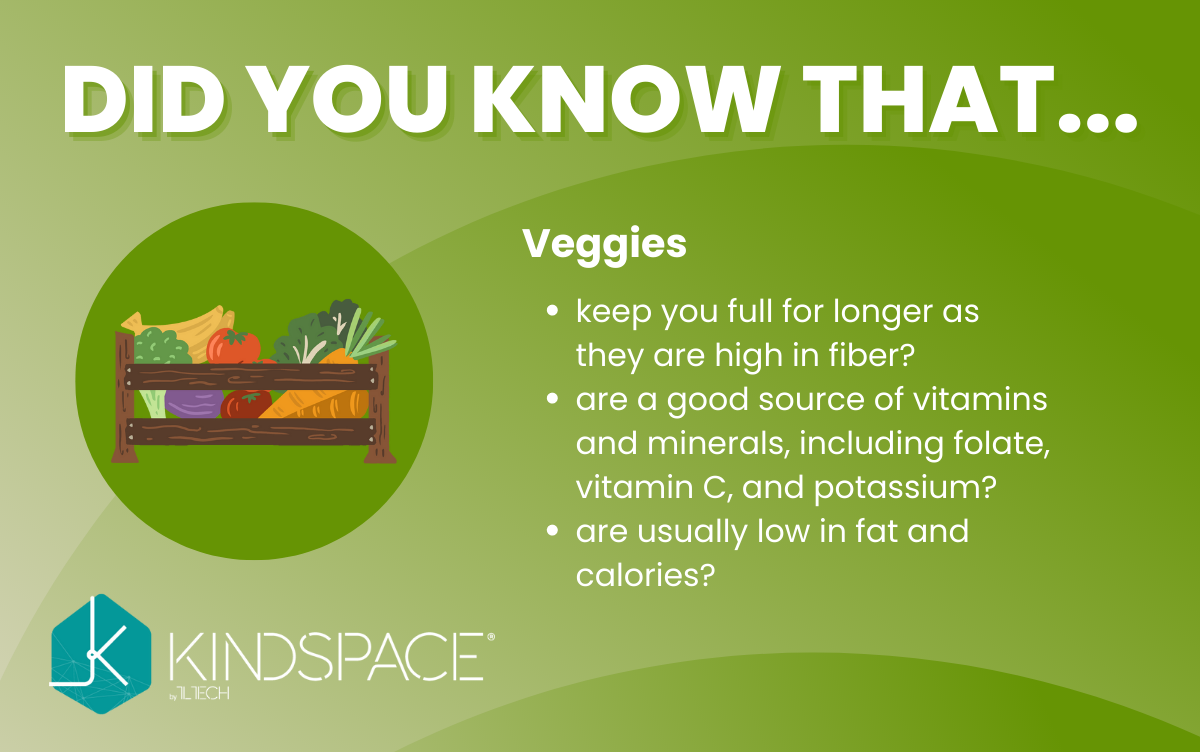 DID YOU KNOW THAT...
Veggies
• keep you full for longer as
they are high in fiber?
• are a good source of vitamins
and minerals, including folate,
vitamin C, and potassium?
• are usually low in fat and
calories?
KINDSPACE®
by TLTECH